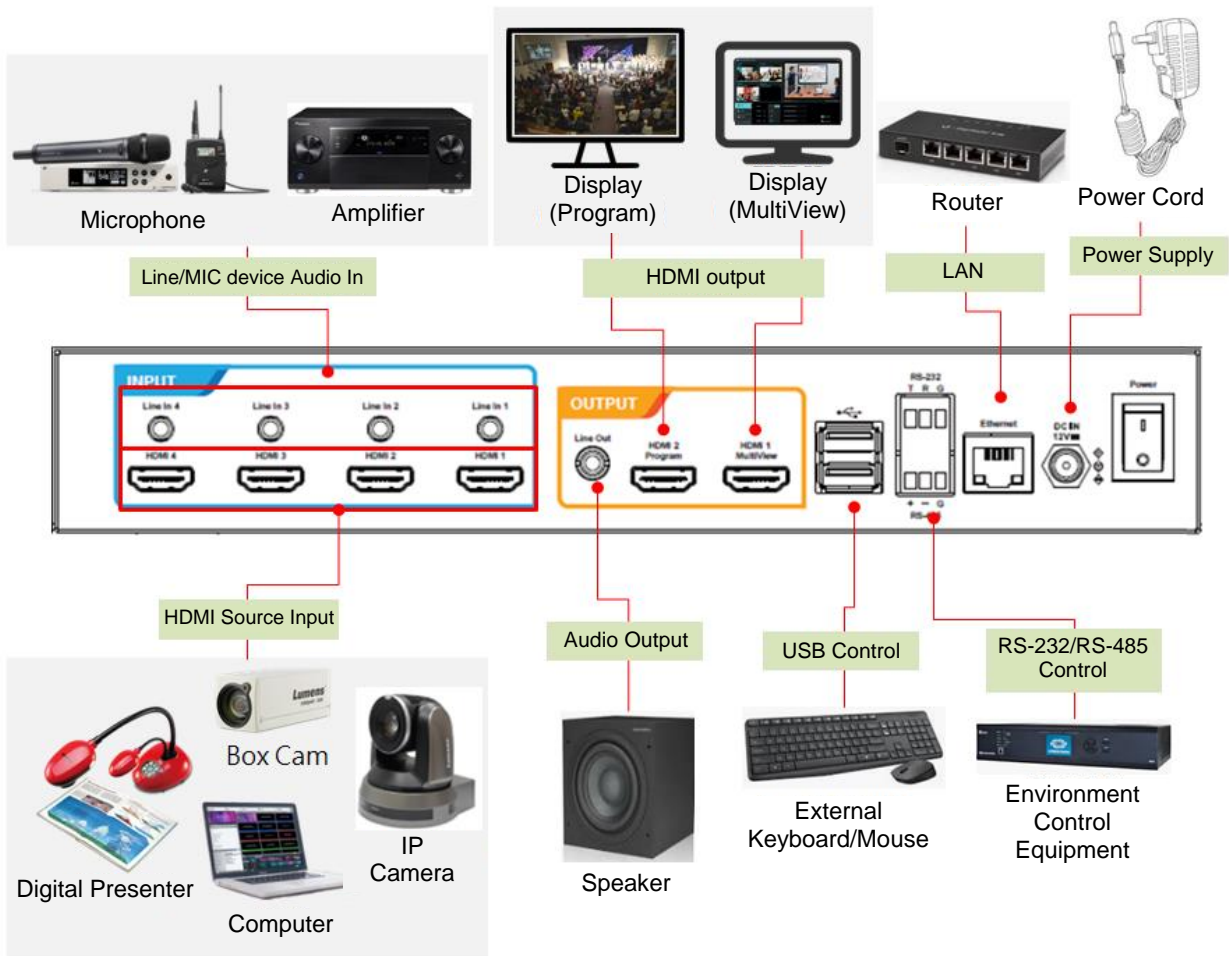 Microphone
Amplifier
Display
(Program)
Display
(MultiView)
Router
Power Cord
Line/MIC device Audio In
HDMI output
LAN
Power Supply
INPUT
Line In 4
Line In 3
Line In 2
Line In 1
HDMI 4
HDMI 3
HDMI 2
HDMI 1
OUTPUT
Line Out
HDMI 2
Program
HDMI 1
MultiView
RS-232
T R G
+ − G
Ethernet
DC IN
12V
Power
HDMI Source Input
Audio Output
USB Control
RS-232/RS-485
Control
Lumens
Box Cam
Digital Presenter
Computer
IP
Camera
Speaker
External
Keyboard/Mouse
Environment
Control
Equipment